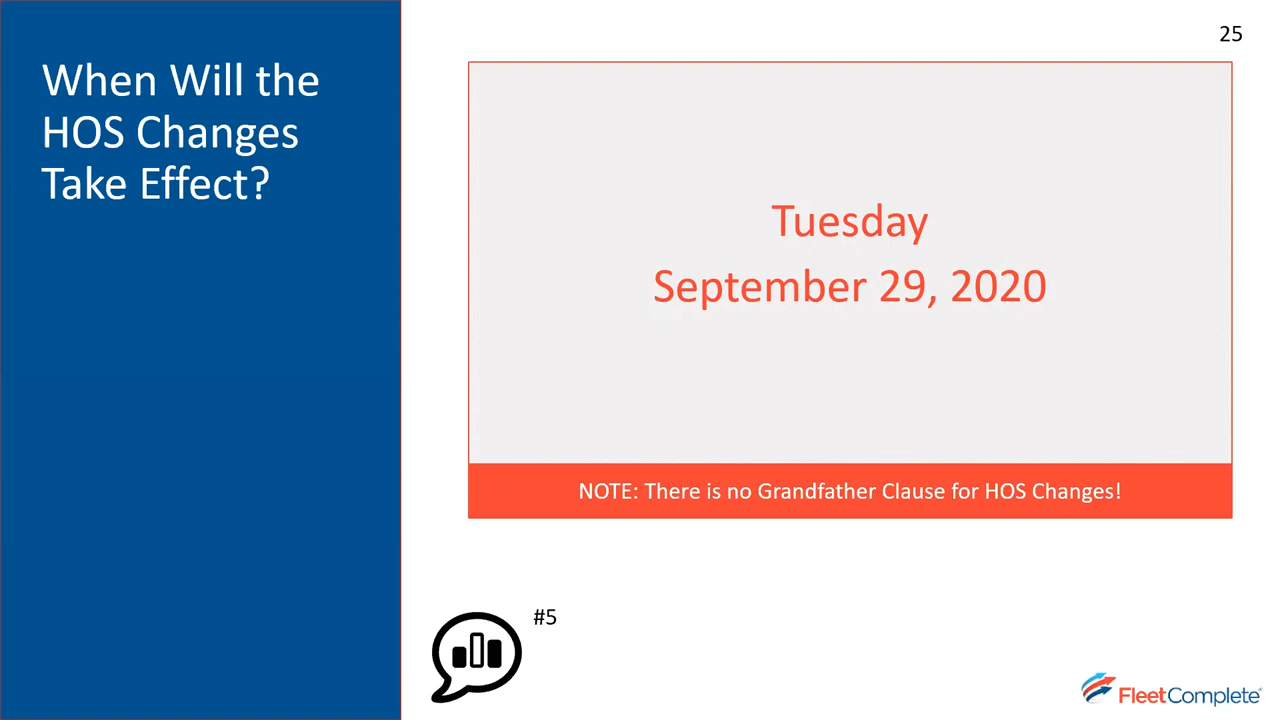 25
When Will the
HOS Changes
Take Effect?
Tuesday
September 29, 2020
NOTE: There is no Grandfather Clause for HOS Changes!
#5
FleetComplete